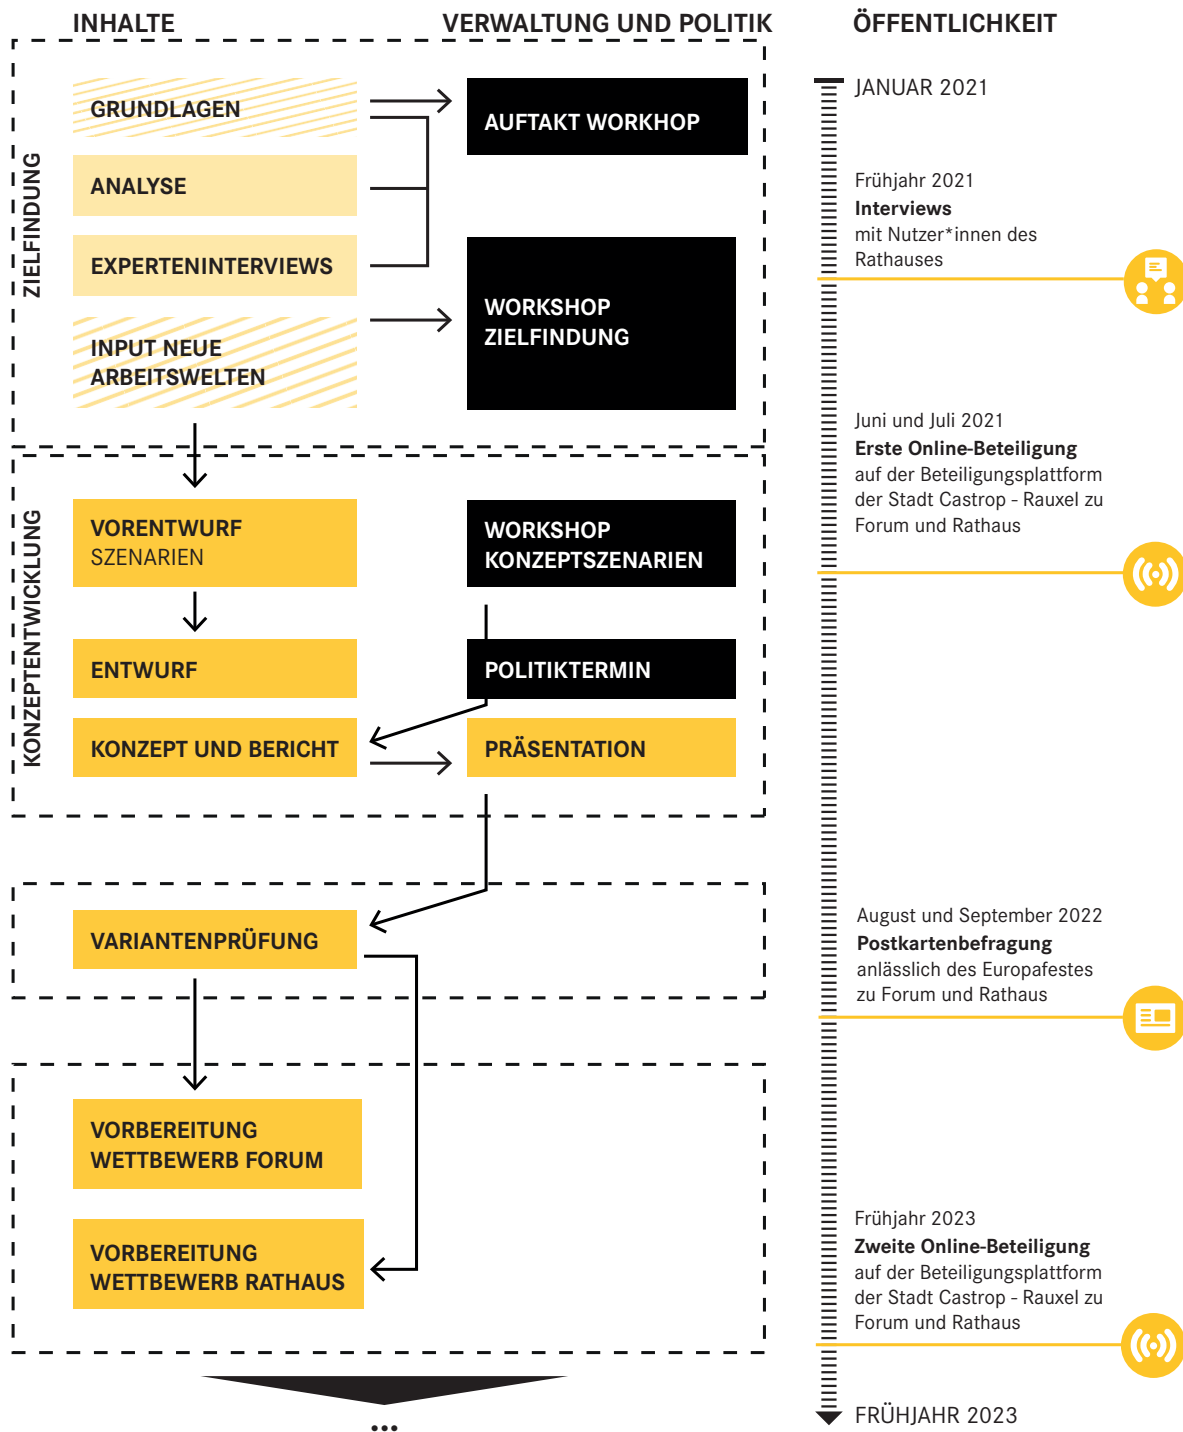 INHALTE
VERWALTUNG UND POLITIK
ÖFFENTLICHKEIT
ZIELFINDUNG
GRUNDLAGEN
ANALYSE
EXPERTENINTERVIEWS
INPUT NEUE
ARBEITSWELTEN
AUFTAKT WORKHOP
WORKSHOP
ZIELFINDUNG
KONZEPTENTWICKLUNG
VORENTWURF
SZENARIEN
ENTWURF
KONZEPT UND BERICHT
WORKSHOP
KONZEPTSZENARIEN
POLITIKTERMIN
PRÄSENTATION
VARIANTENPRÜFUNG
VORBEREITUNG
WETTBEWERB FORUM
VORBEREITUNG
WETTBEWERB RATHAUS
...
JANUAR 2021
Frühjahr 2021
Interviews
mit Nutzer*innen des
Rathauses
Juni und Juli 2021
Erste Online-Beteiligung
auf der Beteiligungsplattform
der Stadt Castrop - Rauxel zu
Forum und Rathaus
August und September 2022
Postkartenbefragung
anlässlich des Europafestes
zu Forum und Rathaus
Frühjahr 2023
Zweite Online-Beteiligung
auf der Beteiligungsplattform
der Stadt Castrop - Rauxel zu
Forum und Rathaus
FRÜHJAHR 2023